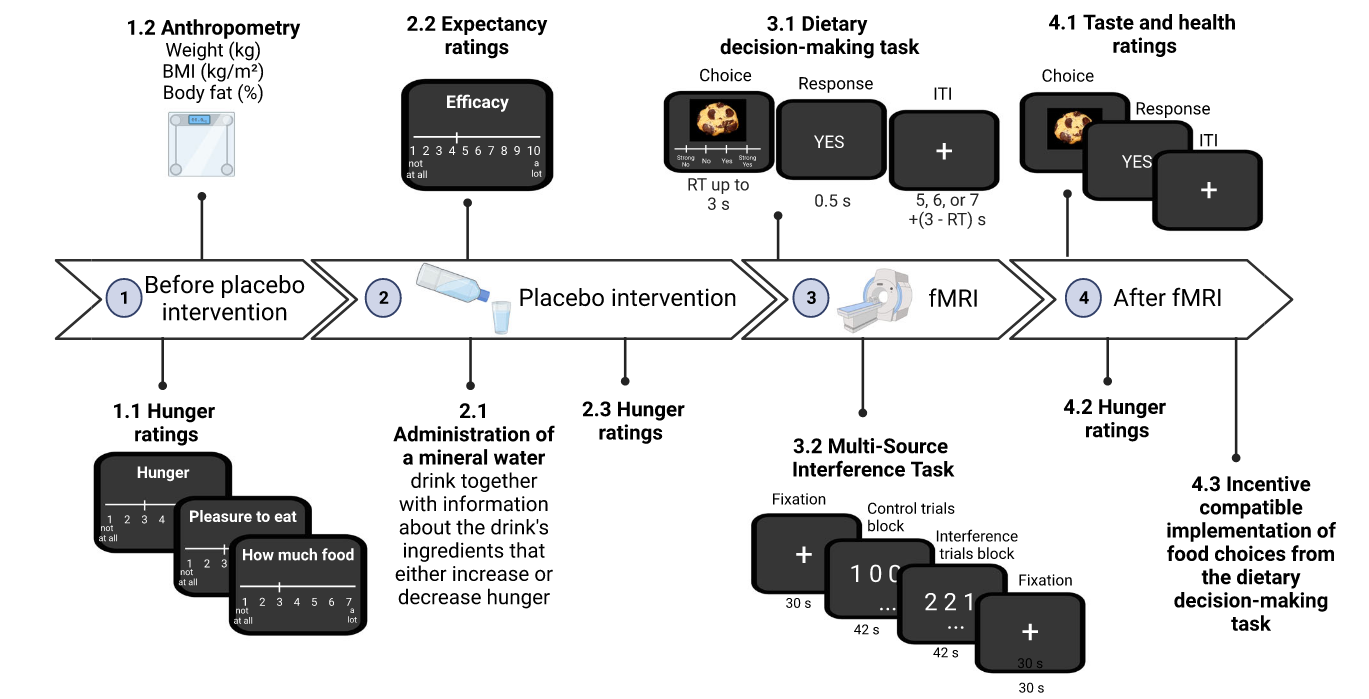 1.2 Anthropometry
Weight (kg)
BMI (kg/m²)
Body fat (%)
2.2 Expectancy
ratings
Efficacy
1 2 3 4 5 6 7 8 9 10
not
at all
a
lot
3.1 Dietary
decision-making task
Choice
Strong
No
No
Yes
Strong
Yes
RT up to
3 s
Response
YES
0.5 s
ITI
+
5, 6, or 7
+(3 - RT) s
4.1 Taste and health
ratings
Choice
Response
YES
ITI
+
1
Before placebo
intervention
2
Placebo intervention
3
fMRI
4
After fMRI
1.1 Hunger
ratings
Hunger
1 2 3 4
not
at all
Pleasure to eat
1 2 3
not
at all
How much food
1 2 3 4 5 6 7
not
at all
a
lot
2.1
Administration of
a mineral water
drink together
with information
about the drink's
ingredients that
either increase or
decrease hunger
2.3 Hunger
ratings
3.2 Multi-Source
Interference Task
Fixation
+
30 s
Control trials
block
1 0 0
...
42 s
Interference
trials block
2 2 1
...
42 s
Fixation
+
30 s
30 s
4.2 Hunger
ratings
4.3 Incentive
compatible
implementation of
food choices from
the dietary
decision-making
task